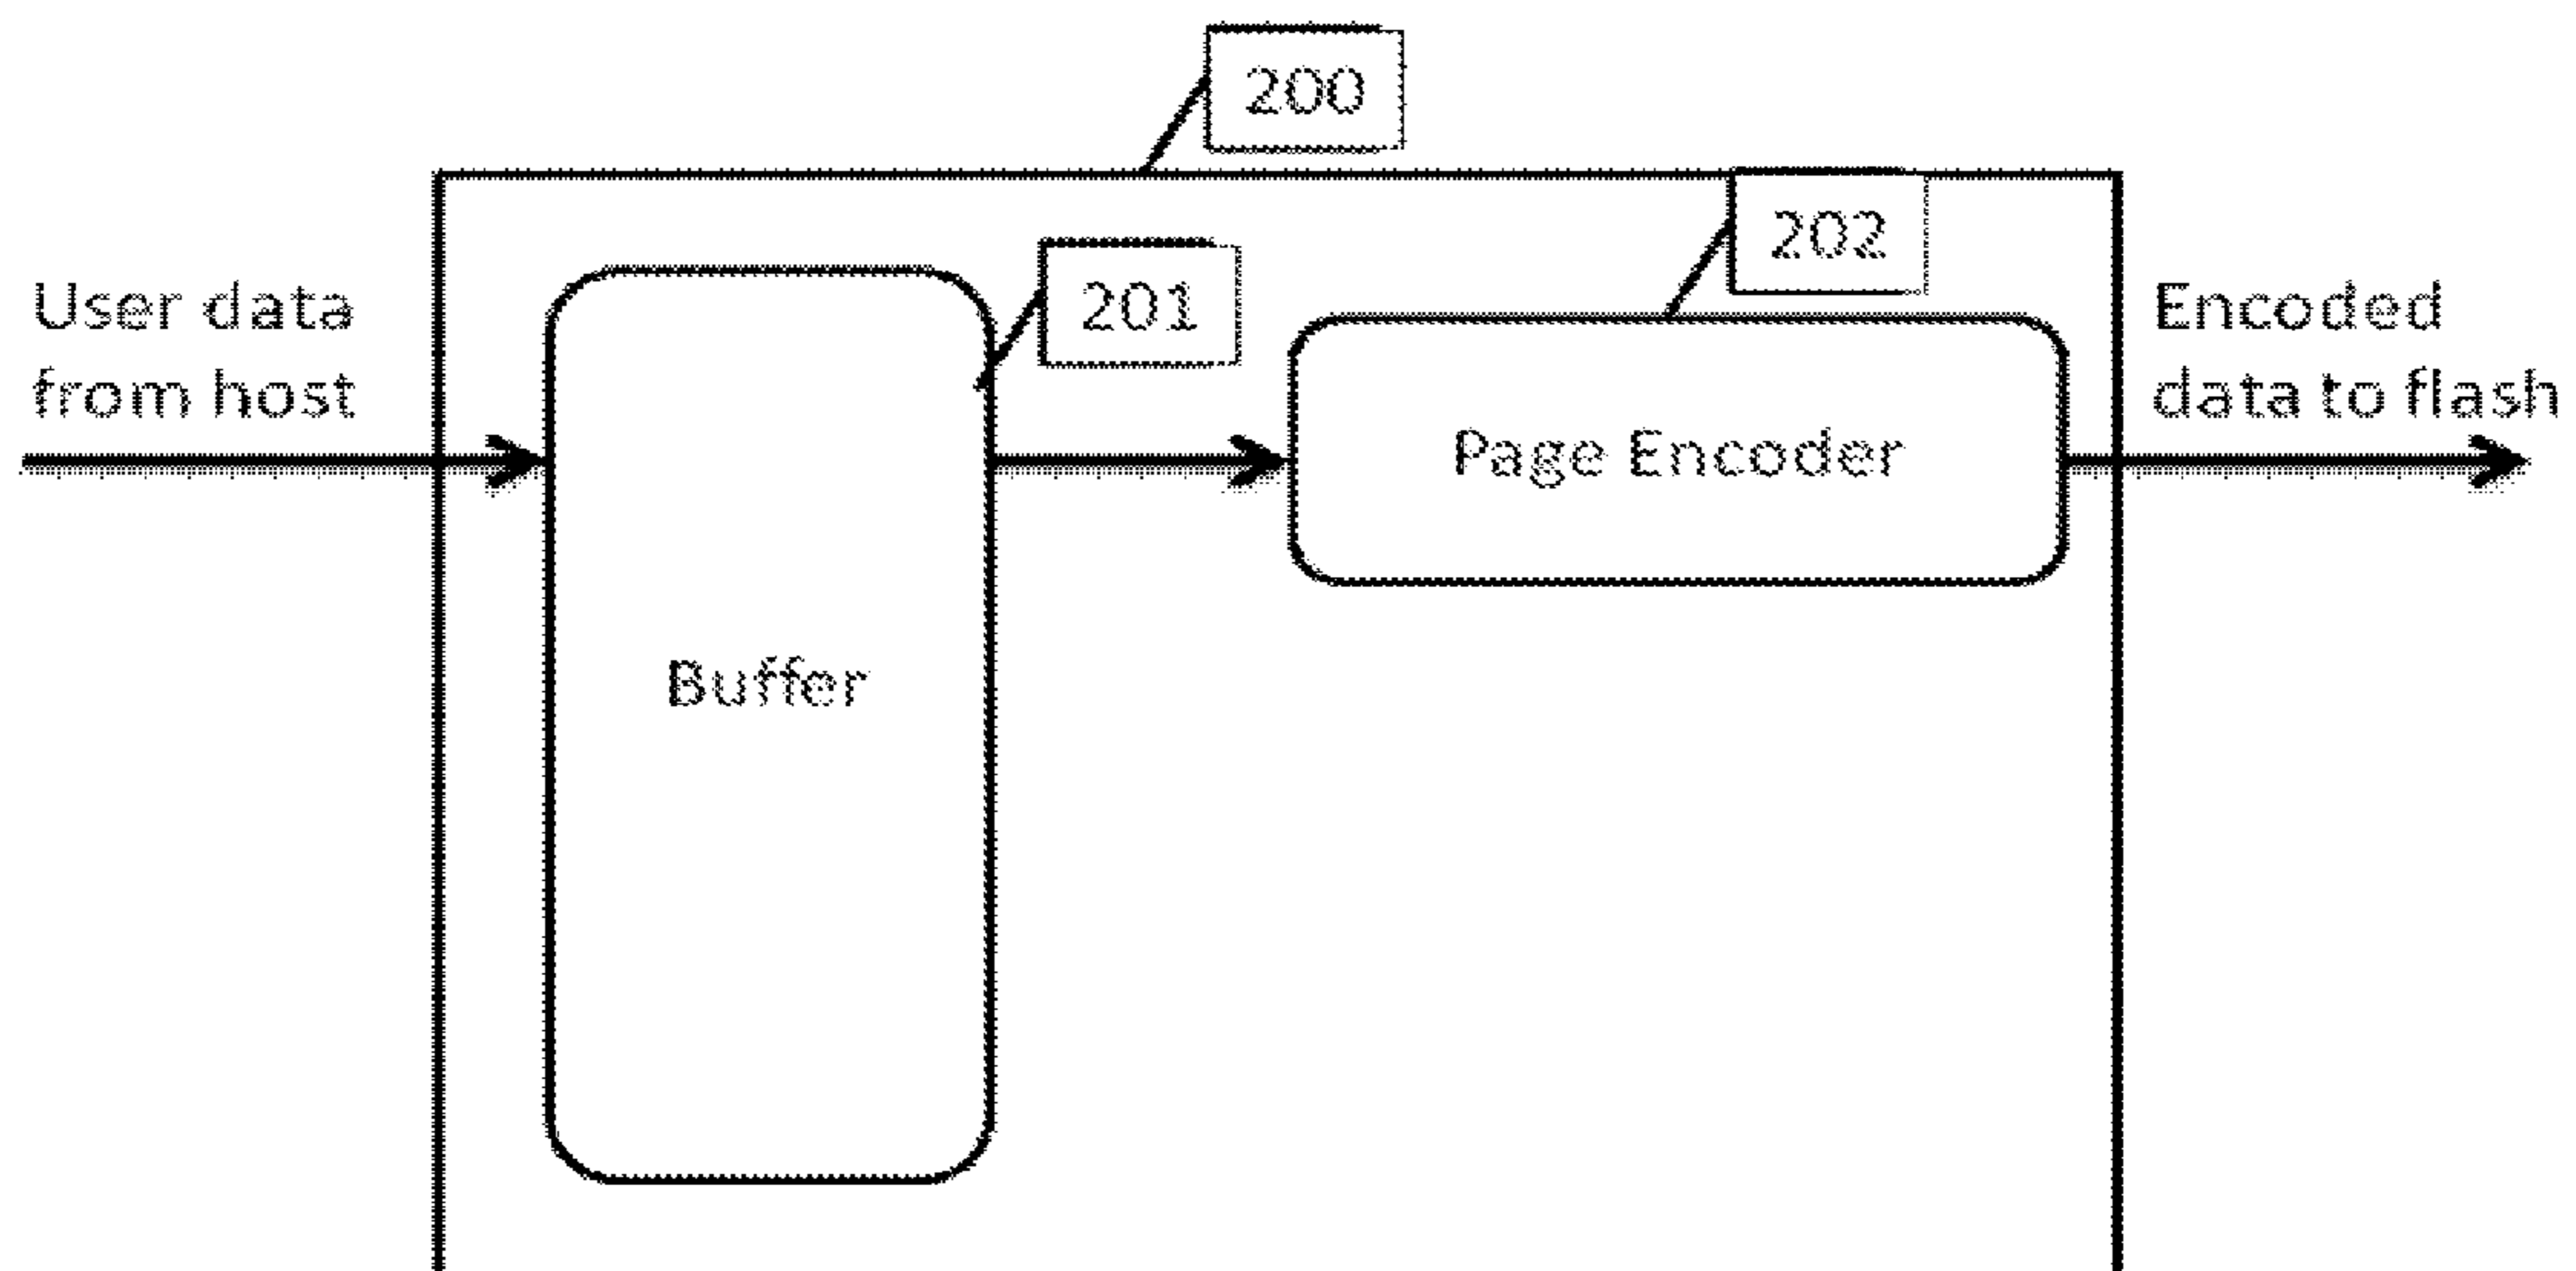 200
202
201
User data
from host
Encoded
data to flash
Page Encoder
Buffer